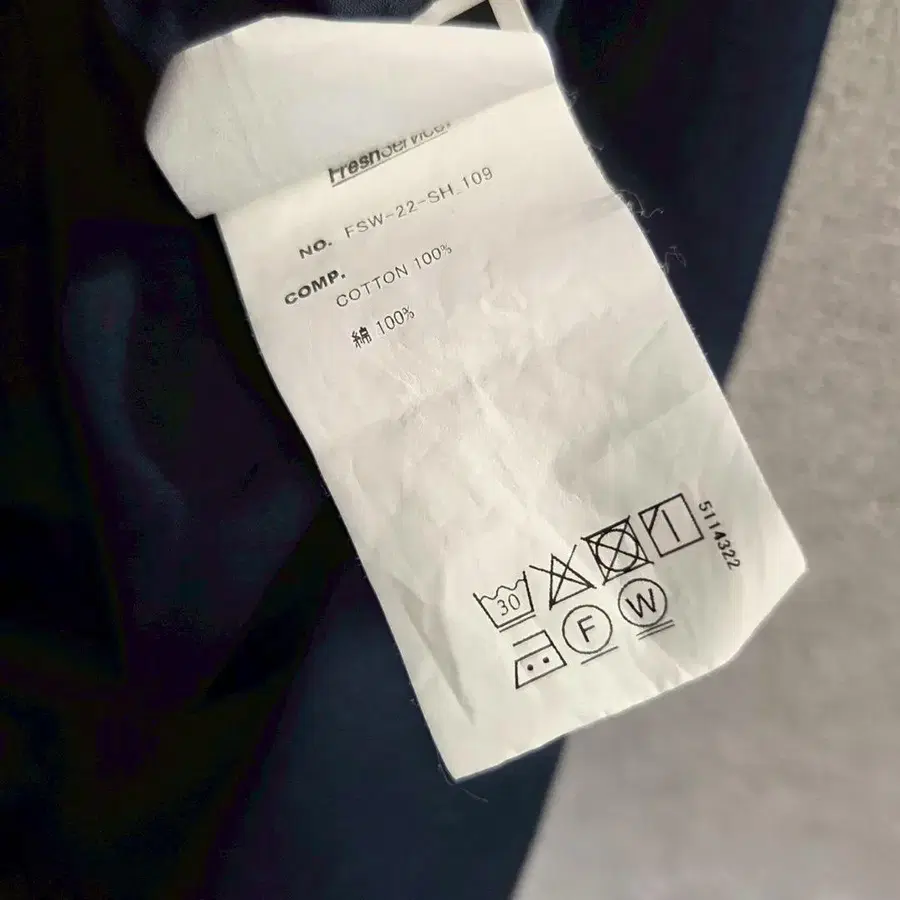 FreshService.
NO. FSW-22-SH_109
COMP.
COTTON 100%
綿 100%
5114322
30
F W